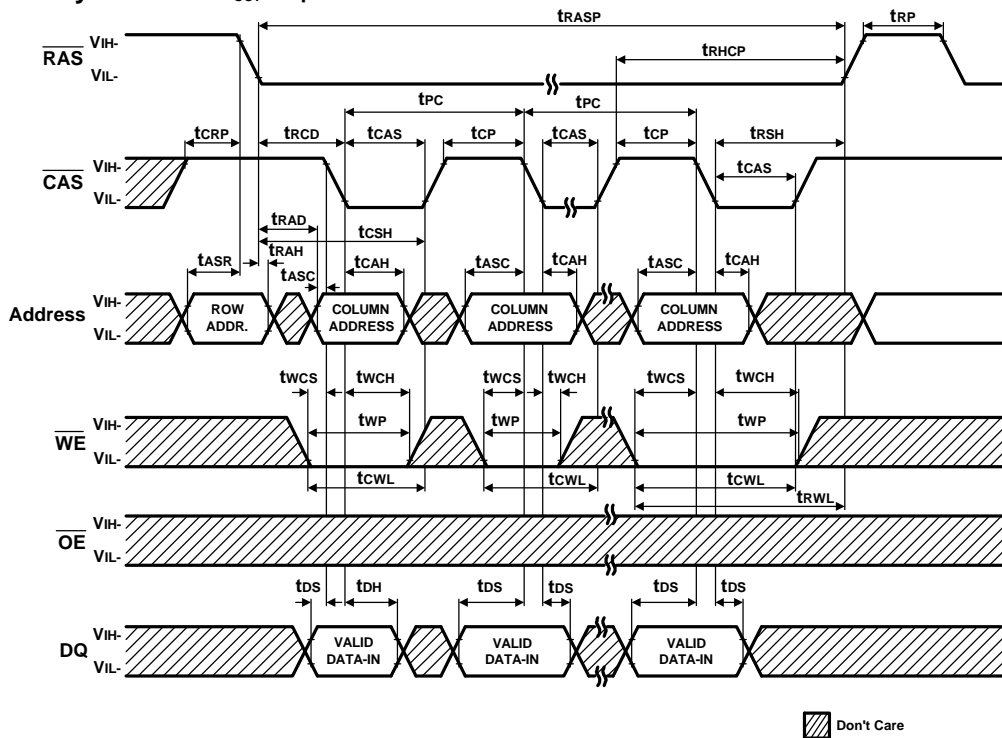 tRASP
tRP
RAS
VIH-
VIL-
tRHCP
tPC
tPC
tCRP
tRCD
tCAS
tCP
tCAS
tCP
tRSH
CAS
VIH-
VIL-
tCAS
tRAD
tCSH
tRAH
tASR
tASC
tCAH
tASC
tCAH
tASC
tCAH
Address
VIH-
VIL-
ROW
ADDR.
COLUMN
ADDRESS
COLUMN
ADDRESS
COLUMN
ADDRESS
tWCS
tWCH
tWCS
tWCH
tWCS
tWCH
WE
VIH-
VIL-
tWP
tWP
tWP
tCWL
tCWL
tCWL
tRWL
OE
VIH-
VIL-
tDS
tDH
tDS
tDS
tDS
tDS
DQ
VIH-
VIL-
VALID
DATA-IN
VALID
DATA-IN
VALID
DATA-IN
Don't Care